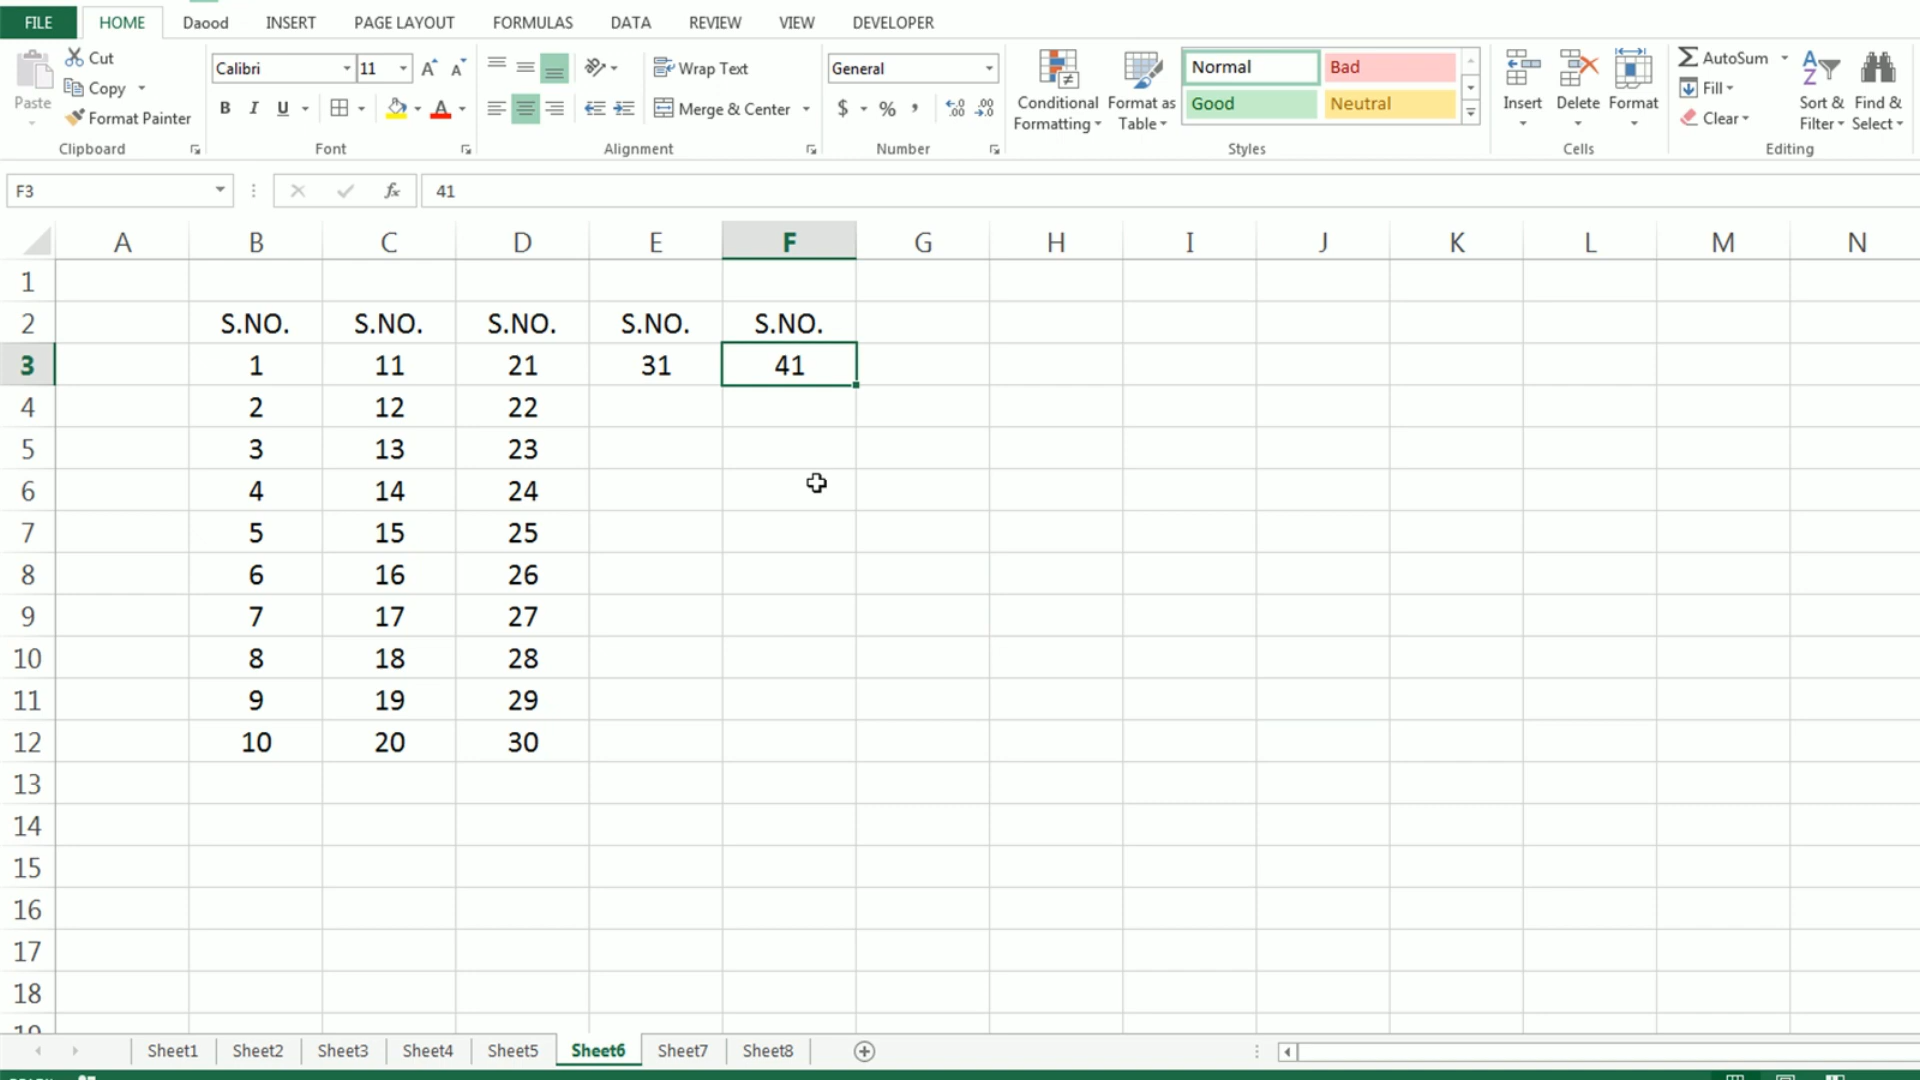 FILE HOME Daood INSERT PAGE LAYOUT FORMULAS DATA REVIEW VIEW DEVELOPER
Paste Cut Copy Format Painter Clipboard
Calibri 11 A A B I U A Font
Wrap Text Merge & Center Alignment
General $ % , .0 .00 .00 .0 Number
Conditional Formatting Format as Table Normal Bad Good Neutral Styles
Insert Delete Format Cells
AutoSum Fill Clear Sort & Filter Find & Select Editing
F3 fx 41
A B C D E F G H I J K L M N
1
2 S.NO. S.NO. S.NO. S.NO. S.NO.
3 1 11 21 31 41
4 2 12 22
5 3 13 23
6 4 14 24
7 5 15 25
8 6 16 26
9 7 17 27
10 8 18 28
11 9 19 29
12 10 20 30
13
14
15
16
17
18
19
Sheet1 Sheet2 Sheet3 Sheet4 Sheet5 Sheet6 Sheet7 Sheet8